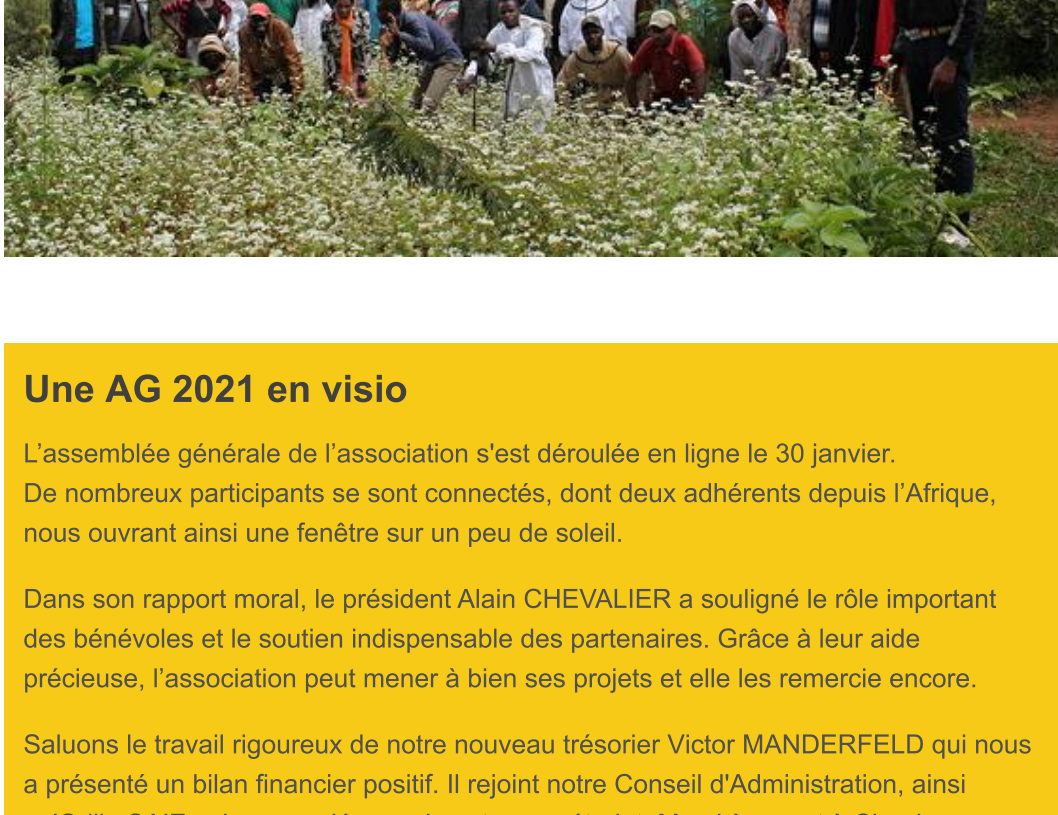 Une AG 2021 en visio
L’assemblée générale de l’association s'est déroulée en ligne le 30 janvier.
De nombreux participants se sont connectés, dont deux adhérents depuis l’Afrique,
nous ouvrant ainsi une fenêtre sur un peu de soleil.
Dans son rapport moral, le président Alain CHEVALIER a souligné le rôle important
des bénévoles et le soutien indispensable des partenaires. Grâce à leur aide
précieuse, l’association peut mener à bien ses projets et elle les remercie encore.
Saluons le travail rigoureux de notre nouveau trésorier Victor MANDERFELD qui nous
a présenté un bilan financier positif. Il rejoint notre Conseil d'Administration, ainsi